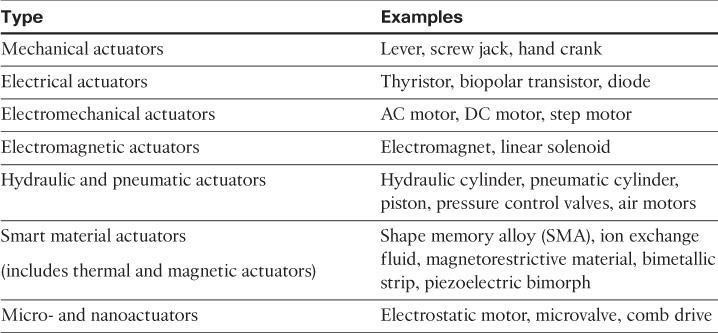 Type Examples
Mechanical actuators Lever, screw jack, hand crank
Electrical actuators Thyristor, biopolar transistor, diode
Electromechanical actuators AC motor, DC motor, step motor
Electromagnetic actuators Electromagnet, linear solenoid
Hydraulic and pneumatic actuators Hydraulic cylinder, pneumatic cylinder,
piston, pressure control valves, air motors
Smart material actuators Shape memory alloy (SMA), ion exchange
(includes thermal and magnetic actuators) fluid, magnetorestrictive material, bimetallic
strip, piezoelectric bimorph
Micro- and nanoactuators Electrostatic motor, microvalve, comb drive